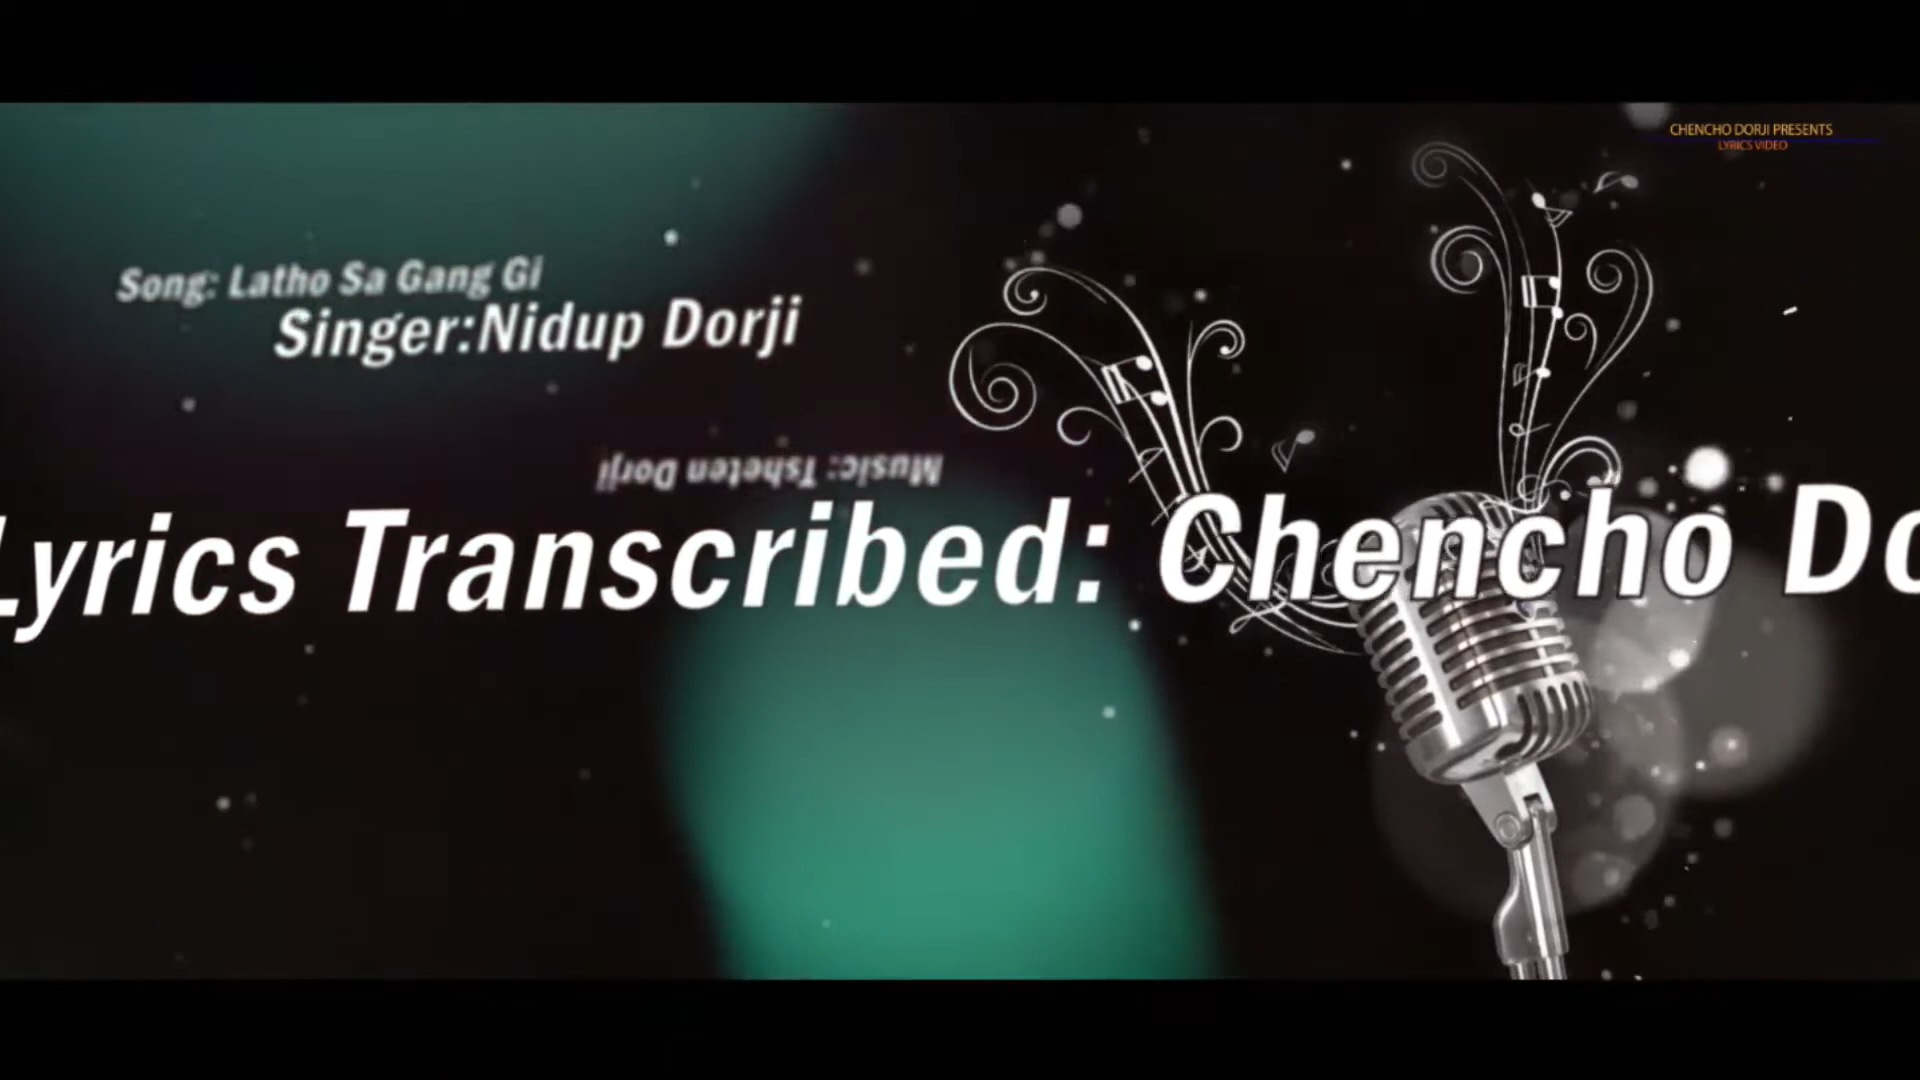 CHENCHO DORJI PRESENTS
LYRICS VIDEO
Song: Latho Sa Gang Gi
Singer:Nidup Dorji
Music: Tsheten Dorji
Lyrics Transcribed: Chencho Do